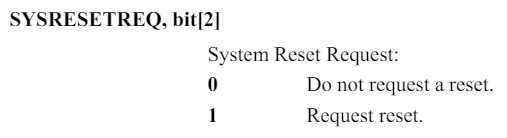 SYSRESETREQ, bit[2]
System Reset Request:
0 Do not request a reset.
1 Request reset.